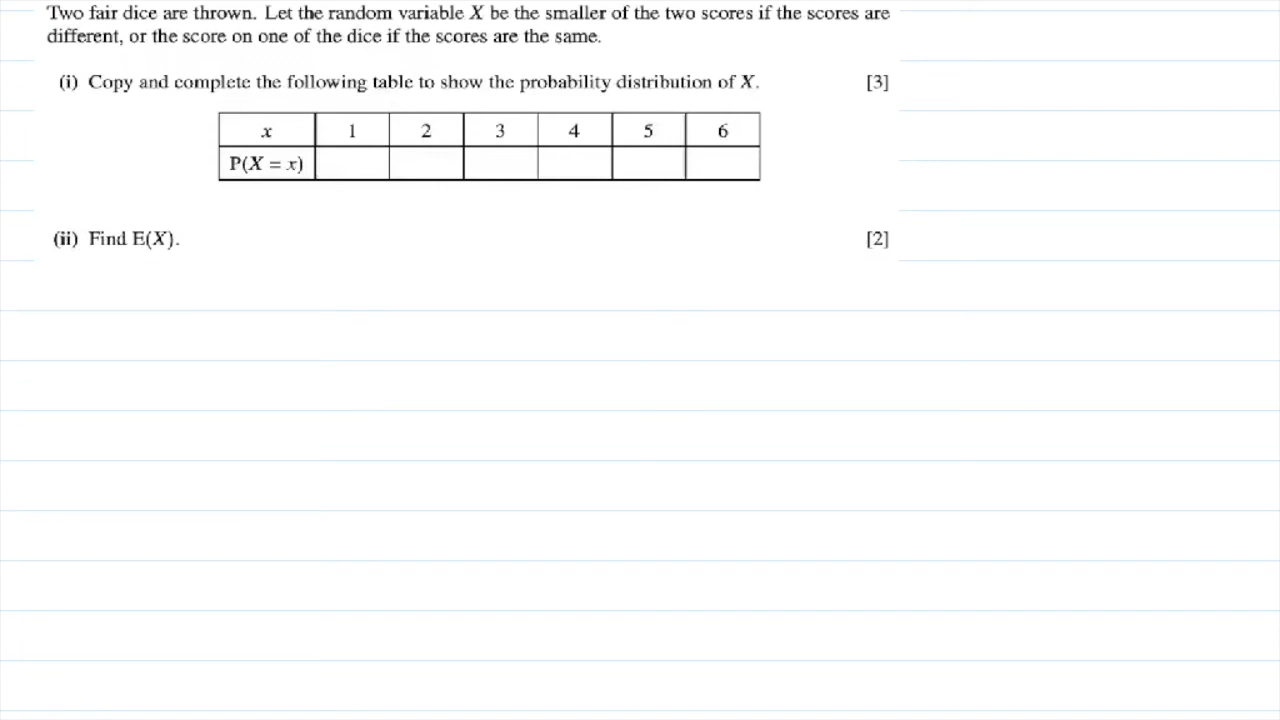 Two fair dice are thrown. Let the random variable X be the smaller of the two scores if the scores are
different, or the score on one of the dice if the scores are the same.
(i) Copy and complete the following table to show the probability distribution of X. [3]
x 1 2 3 4 5 6
P(X = x)
(ii) Find E(X). [2]